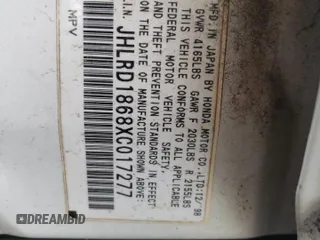 MFD. IN JAPAN BY HONDA MOTOR CO.,LTD:12/'98
GVWR 4165LBS GAWR F 2030LBS R 2155LBS
THIS VEHICLE CONFORMS TO ALL APPLICABLE
FEDERAL MOTOR VEHICLE SAFETY
AND THEFT PREVENTION STANDARDS IN EFFECT
ON THE DATE OF MANUFACTURE SHOWN ABOVE.
V.I.N. JHLRD1868XC017277
MPV
DREAMBID